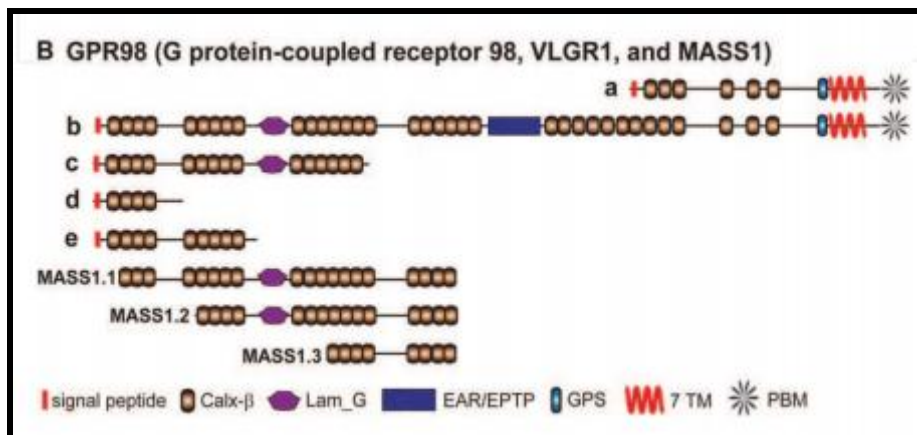 B GPR98 (G protein-coupled receptor 98, VLGR1, and MASS1)
a
b
c
d
e
MASS1.1
MASS1.2
MASS1.3
signal peptide Calx-β Lam_G EAR/EPTP GPS 7 TM PBM